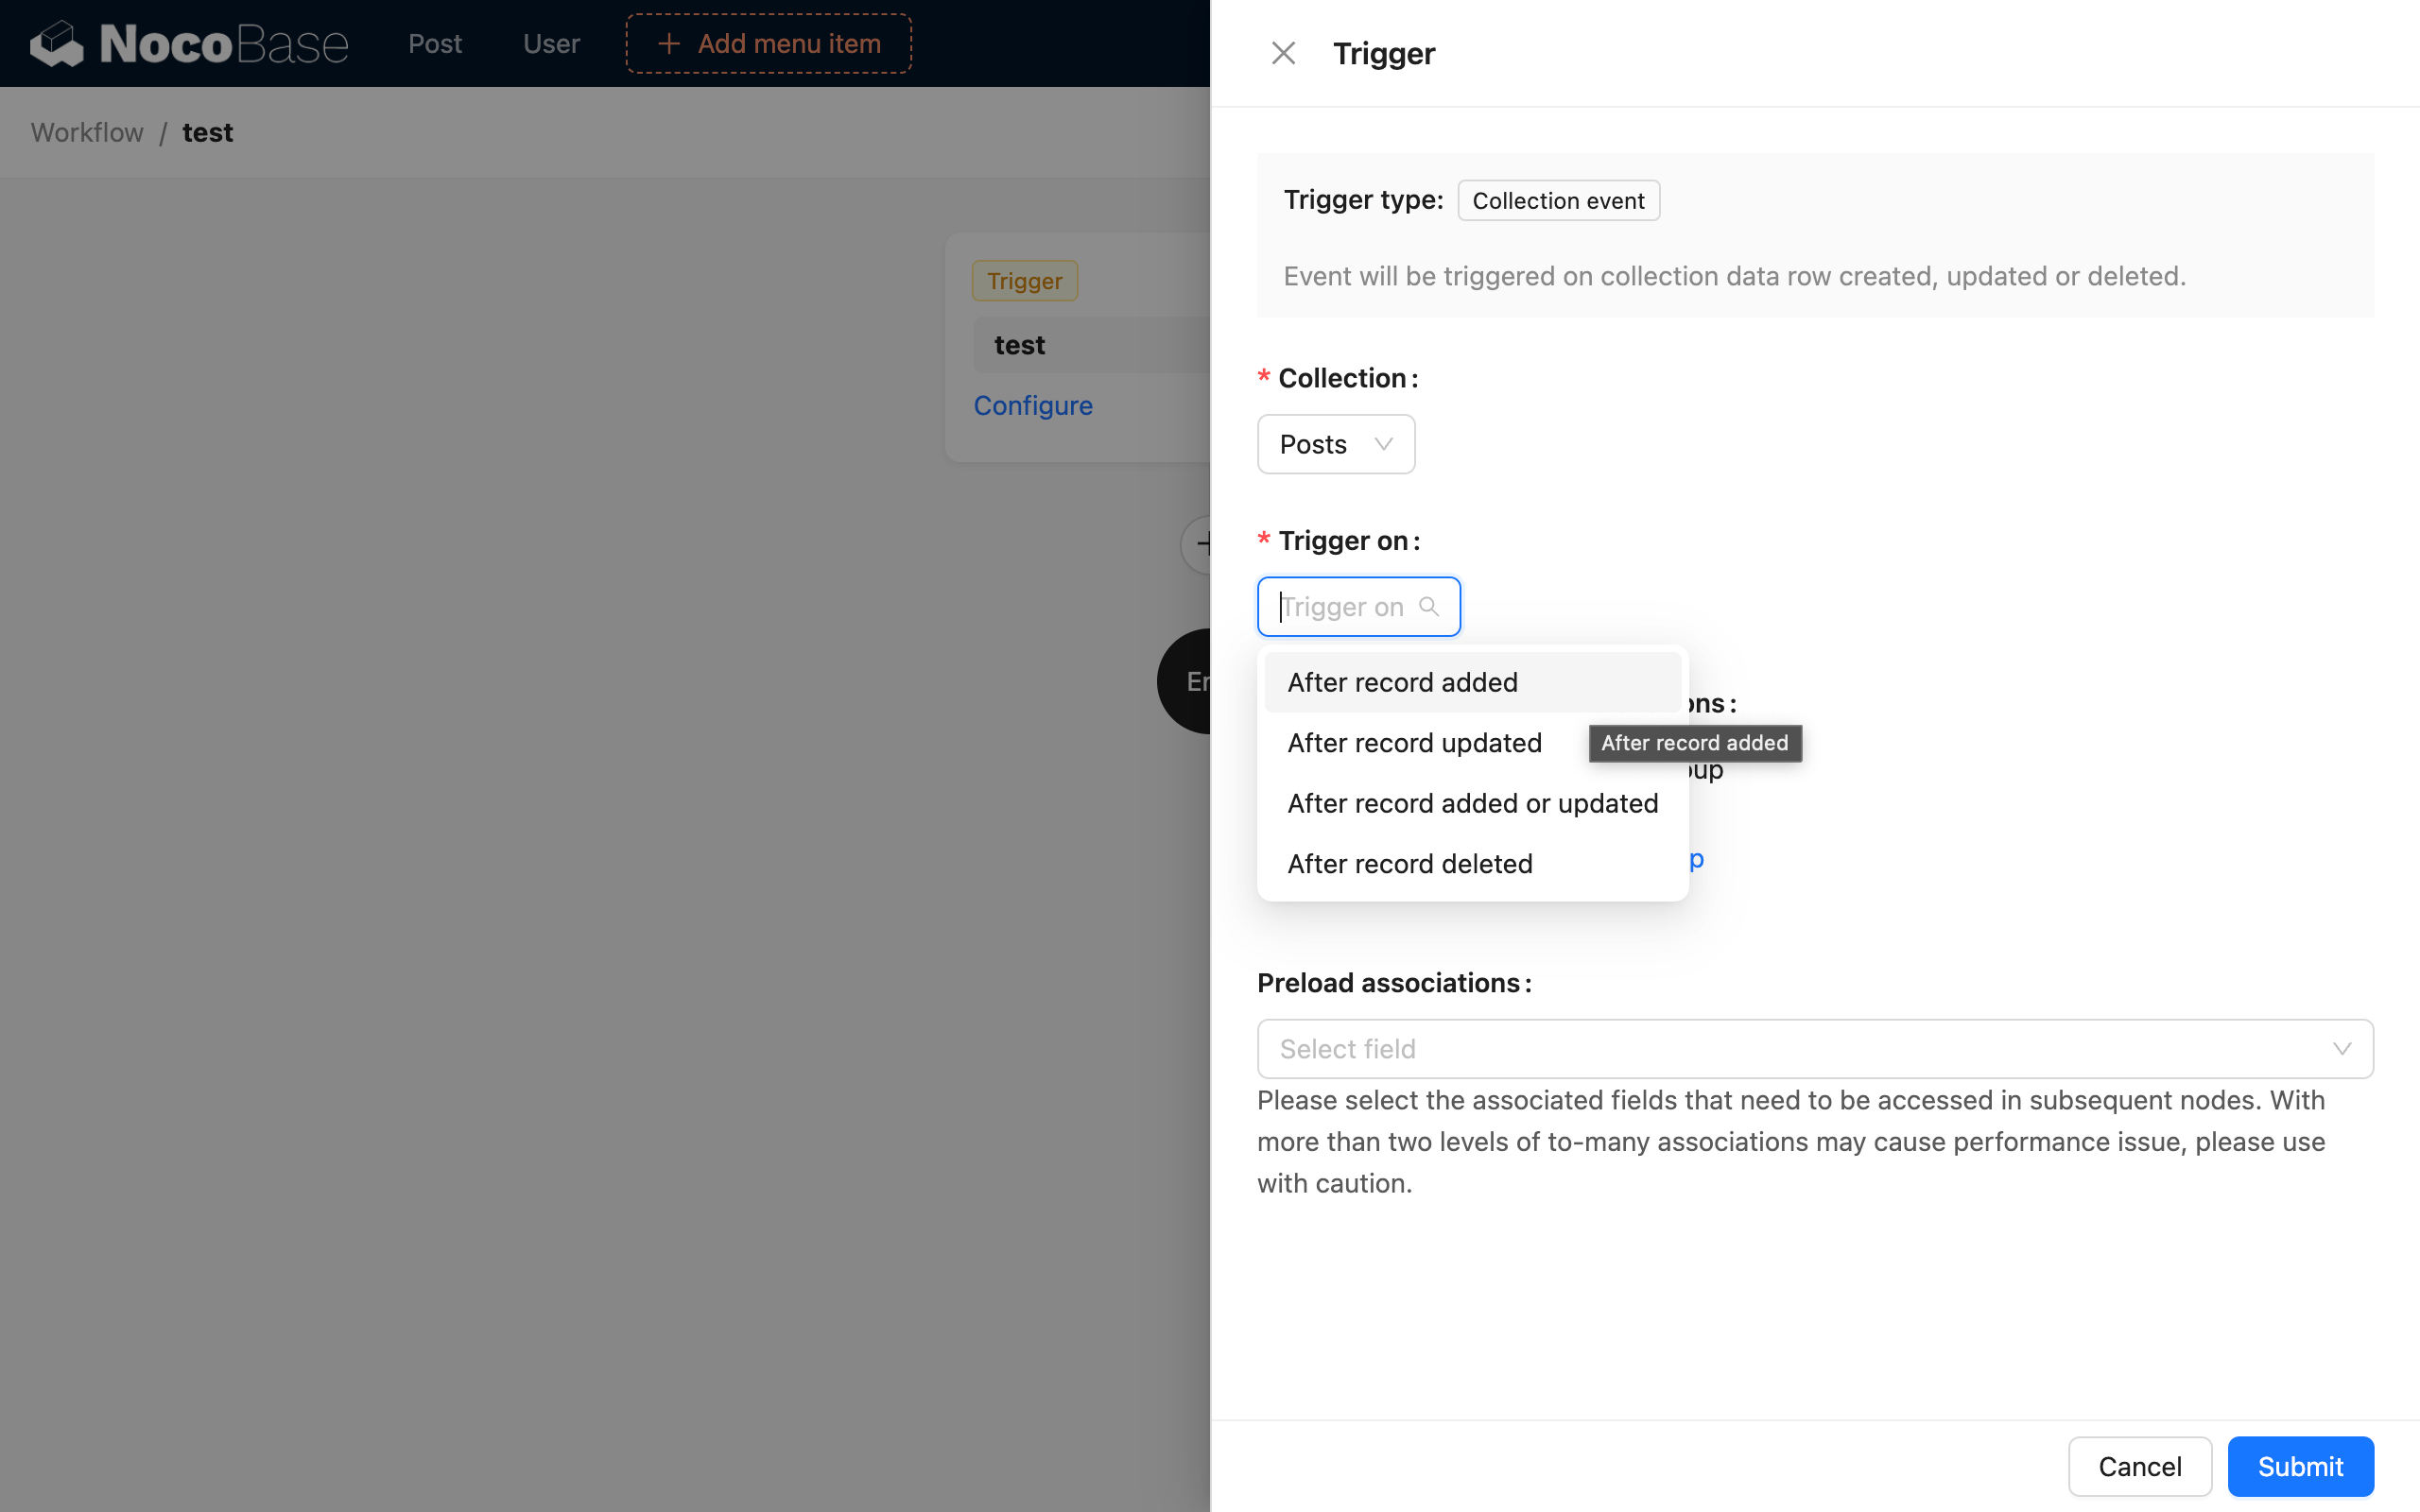 NocoBase
Post
User
+ Add menu item
Workflow / test
Trigger
test
Configure
Trigger
Trigger type: Collection event
Event will be triggered on collection data row created, updated or deleted.
* Collection:
Posts
* Trigger on:
Trigger on
After record added
After record updated
After record added
After record added or updated
After record deleted
Preload associations:
Select field
Please select the associated fields that need to be accessed in subsequent nodes. With
more than two levels of to-many associations may cause performance issue, please use
with caution.
Cancel
Submit